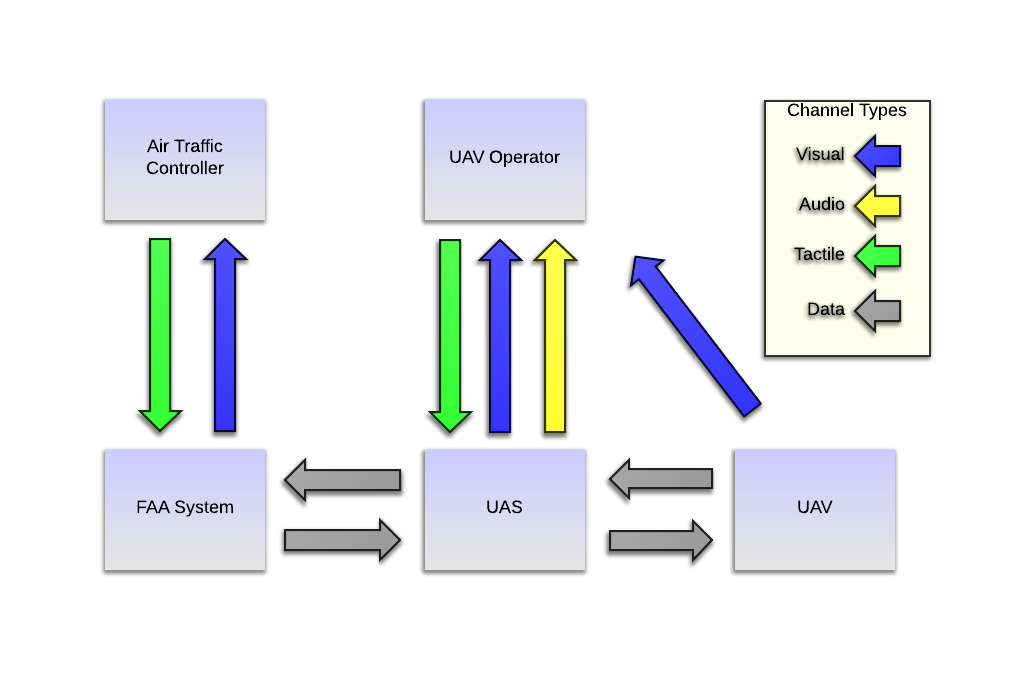 Air Traffic
Controller
UAV Operator
Channel Types
Visual
Audio
Tactile
Data
FAA System
UAS
UAV